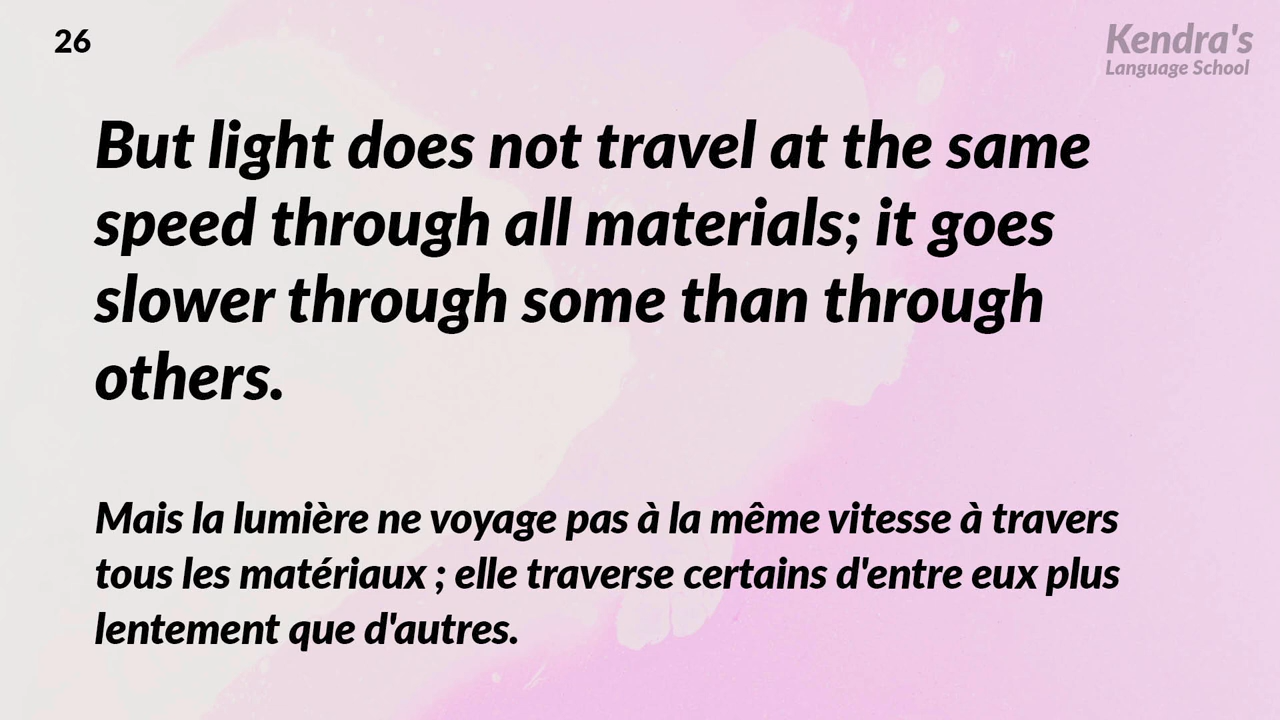 26
Kendra's
Language School
But light does not travel at the same
speed through all materials; it goes
slower through some than through
others.
Mais la lumière ne voyage pas à la même vitesse à travers
tous les matériaux ; elle traverse certains d'entre eux plus
lentement que d'autres.